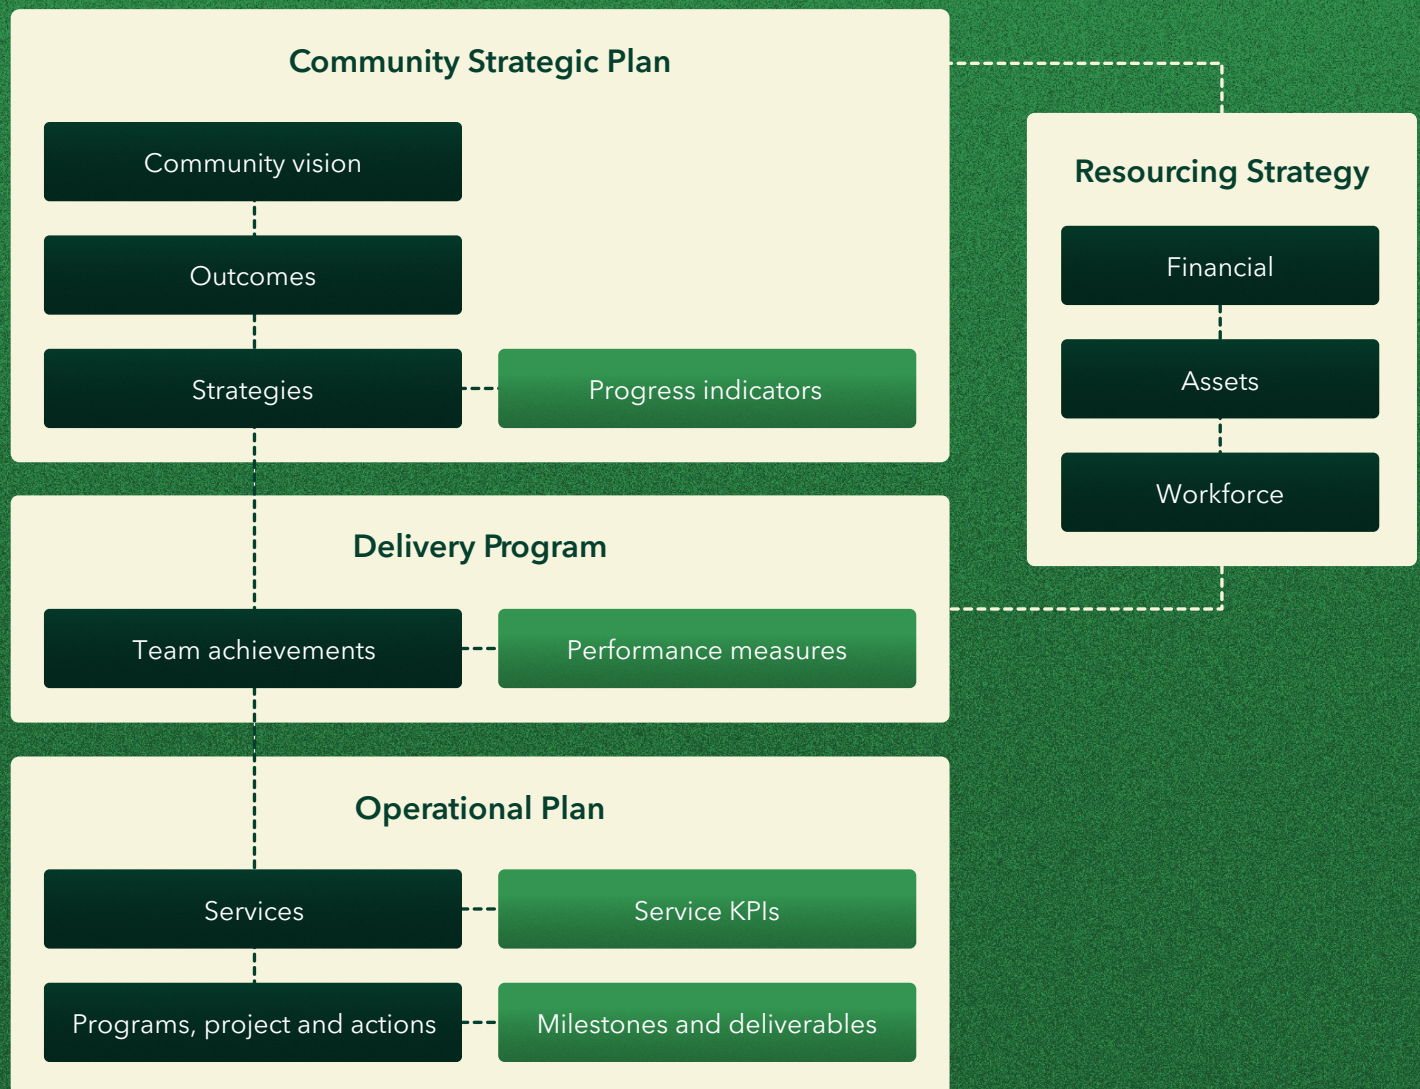 Community Strategic Plan
Community vision
Outcomes
Strategies
Progress indicators
Delivery Program
Team achievements
Performance measures
Operational Plan
Services
Service KPIs
Programs, project and actions
Milestones and deliverables
Resourcing Strategy
Financial
Assets
Workforce